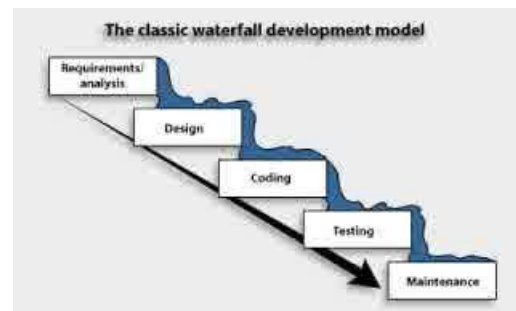 The classic waterfall development model
Requirements/
analysis
Design
Coding
Testing
Maintenance